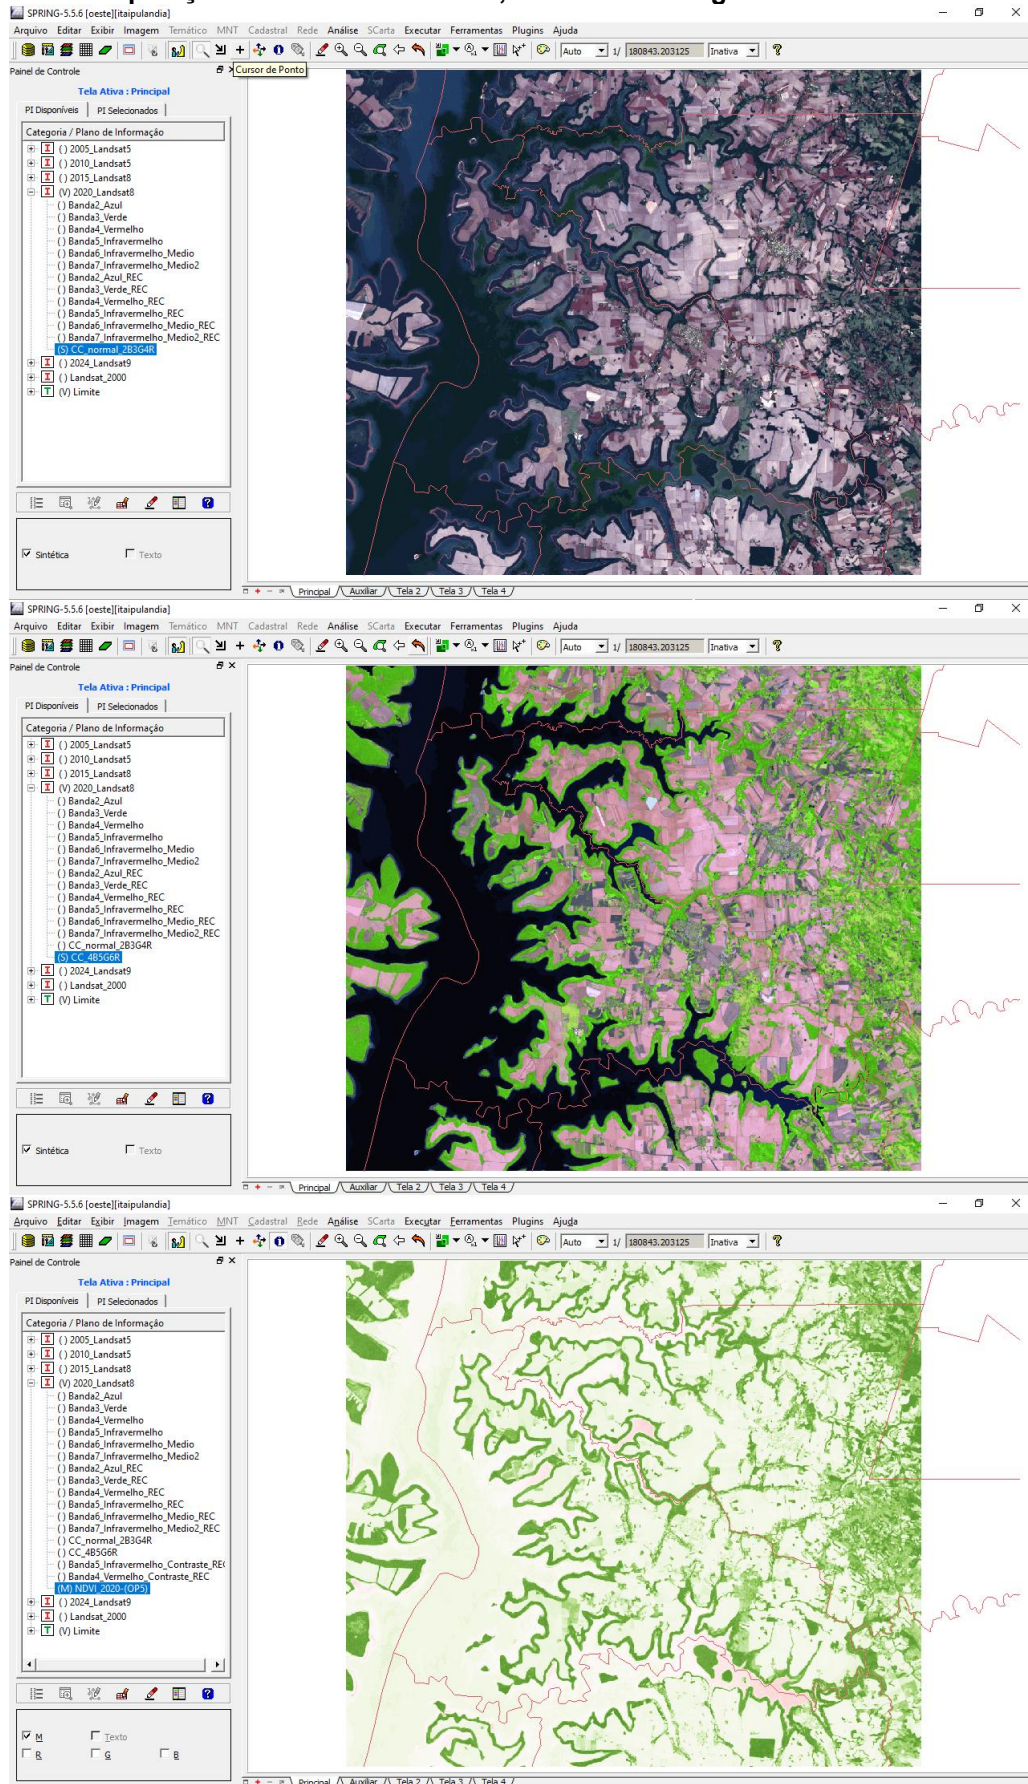 SPRING-5.5.6 [oeste][itaipulandia]
Arquivo Editar Exibir Imagem Temático MNT Cadastral Rede Análise SCarta Executar Ferramentas Plugins Ajuda
Auto 1/ 180843.203125 Inativa
Painel de Controle
Cursor de Ponto
Tela Ativa : Principal
PI Disponíveis PI Selecionados
Categoria / Plano de Informação
( ) 2005_Landsat5
( ) 2010_Landsat5
( ) 2015_Landsat8
(V) 2020_Landsat8
( ) Banda2_Azul
( ) Banda3_Verde
( ) Banda4_Vermelho
( ) Banda5_Infravermelho
( ) Banda6_Infravermelho_Medio
( ) Banda7_Infravermelho_Medio2
( ) Banda2_Azul_REC
( ) Banda3_Verde_REC
( ) Banda4_Vermelho_REC
( ) Banda5_Infravermelho_REC
( ) Banda6_Infravermelho_Medio_REC
( ) Banda7_Infravermelho_Medio2_REC
(S) CC_normal_2B3G4R
( ) 2024_Landsat9
( ) Landsat_2000
(V) Limite
Sintética Texto
Principal Auxiliar Tela 2 Tela 3 Tela 4
SPRING-5.5.6 [oeste][itaipulandia]
Arquivo Editar Exibir Imagem Temático MNT Cadastral Rede Análise SCarta Executar Ferramentas Plugins Ajuda
Auto 1/ 180843.203125 Inativa
Painel de Controle
Tela Ativa : Principal
PI Disponíveis PI Selecionados
Categoria / Plano de Informação
( ) 2005_Landsat5
( ) 2010_Landsat5
( ) 2015_Landsat8
(V) 2020_Landsat8
( ) Banda2_Azul
( ) Banda3_Verde
( ) Banda4_Vermelho
( ) Banda5_Infravermelho
( ) Banda6_Infravermelho_Medio
( ) Banda7_Infravermelho_Medio2
( ) Banda2_Azul_REC
( ) Banda3_Verde_REC
( ) Banda4_Vermelho_REC
( ) Banda5_Infravermelho_REC
( ) Banda6_Infravermelho_Medio_REC
( ) Banda7_Infravermelho_Medio2_REC
( ) CC_normal_2B3G4R
(S) CC_4B5G6R
( ) 2024_Landsat9
( ) Landsat_2000
(V) Limite
Sintética Texto
Principal Auxiliar Tela 2 Tela 3 Tela 4
SPRING-5.5.6 [oeste][itaipulandia]
Arquivo Editar Exibir Imagem Temático MNT Cadastral Rede Análise SCarta Executar Ferramentas Plugins Ajuda
Auto 1/ 180843.203125 Inativa
Painel de Controle
Tela Ativa : Principal
PI Disponíveis PI Selecionados
Categoria / Plano de Informação
( ) 2005_Landsat5
( ) 2010_Landsat5
( ) 2015_Landsat8
(V) 2020_Landsat8
( ) Banda2_Azul
( ) Banda3_Verde
( ) Banda4_Vermelho
( ) Banda5_Infravermelho
( ) Banda6_Infravermelho_Medio
( ) Banda7_Infravermelho_Medio2
( ) Banda2_Azul_REC
( ) Banda3_Verde_REC
( ) Banda4_Vermelho_REC
( ) Banda5_Infravermelho_REC
( ) Banda6_Infravermelho_Medio_REC
( ) Banda7_Infravermelho_Medio2_REC
( ) CC_normal_2B3G4R
( ) CC_4B5G6R
( ) Banda5_Infravermelho_Contraste_RE
( ) Banda4_Vermelho_Contraste_REC
(M) NDVI_2020-(OP5)
( ) 2024_Landsat9
( ) Landsat_2000
(V) Limite
M Texto
R G B
Principal Auxiliar Tela 2 Tela 3 Tela 4